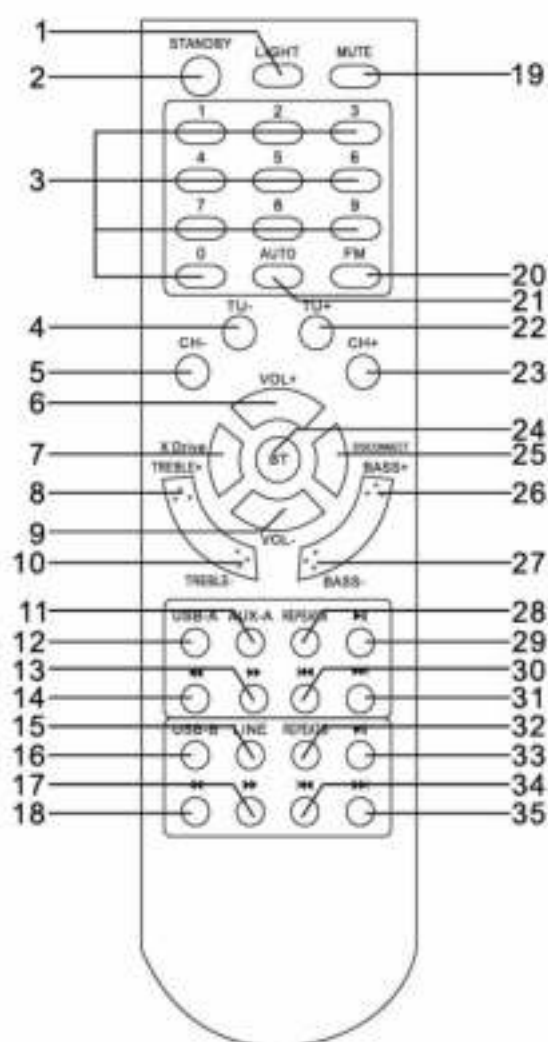 1
STANDBY LIGHT MUTE
2 19
1 2 3
4 5 6
3
7 8 9
0 AUTO FM
20
21
TU- TU+
4 22
CH- CH+
5 23
6 VOL+
24
7 X Drive BT DISCONNECT 25
TREBLE+ BASS+
8 26
9 VOL-
10 27
TREBLE- BASS-
11 28
USB-A AUX-A REPEAT
12 29
13 30
14 31
15 32
USB-B LINE REPEAT
16 33
17 34
18 35